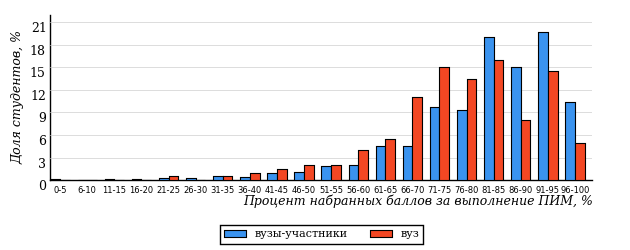 Доля студентов, %
21
18
15
12
9
6
3
0
0-5 6-10 11-15 16-20 21-25 26-30 31-35 36-40 41-45 46-50 51-55 56-60 61-65 66-70 71-75 76-80 81-85 86-90 91-95 96-100
Процент набранных баллов за выполнение ПИМ, %
вузы-участники вуз